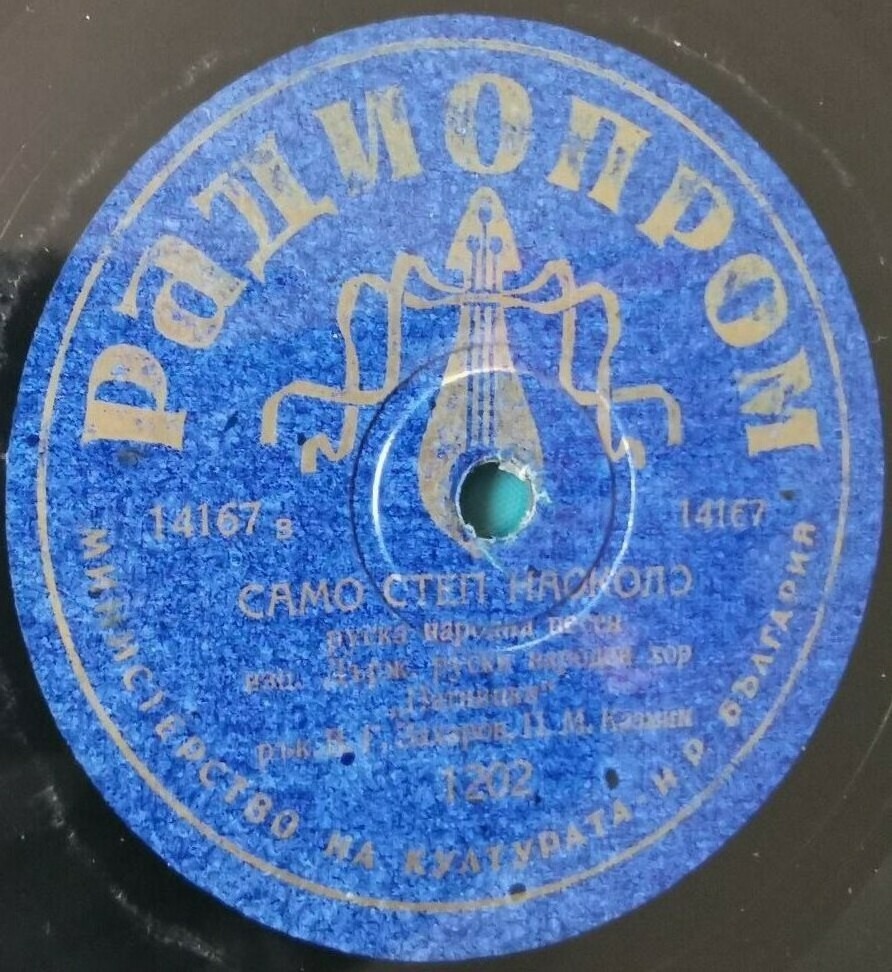 РАДИОПРОМ
14167 в
14167
САМО СТЕП НАОКОЛО
руска народна песен
изп. Държ. руски народен хор
рък. В. Г. Захаров, П. М. Казмин
1202
МИНИСТЕРСТВО НА КУЛТУРАТА Н.Р. БЪЛГАРИЯ